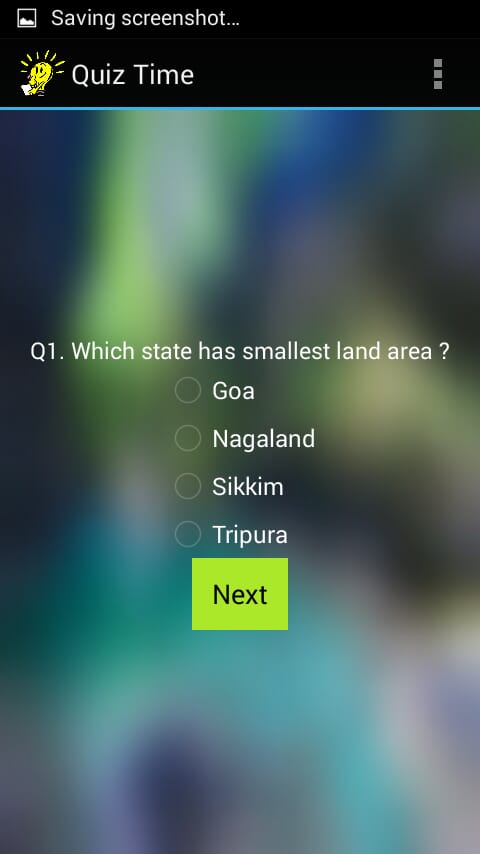 Saving screenshot...
Quiz Time
Q1. Which state has smallest land area ?
Goa
Nagaland
Sikkim
Tripura
Next